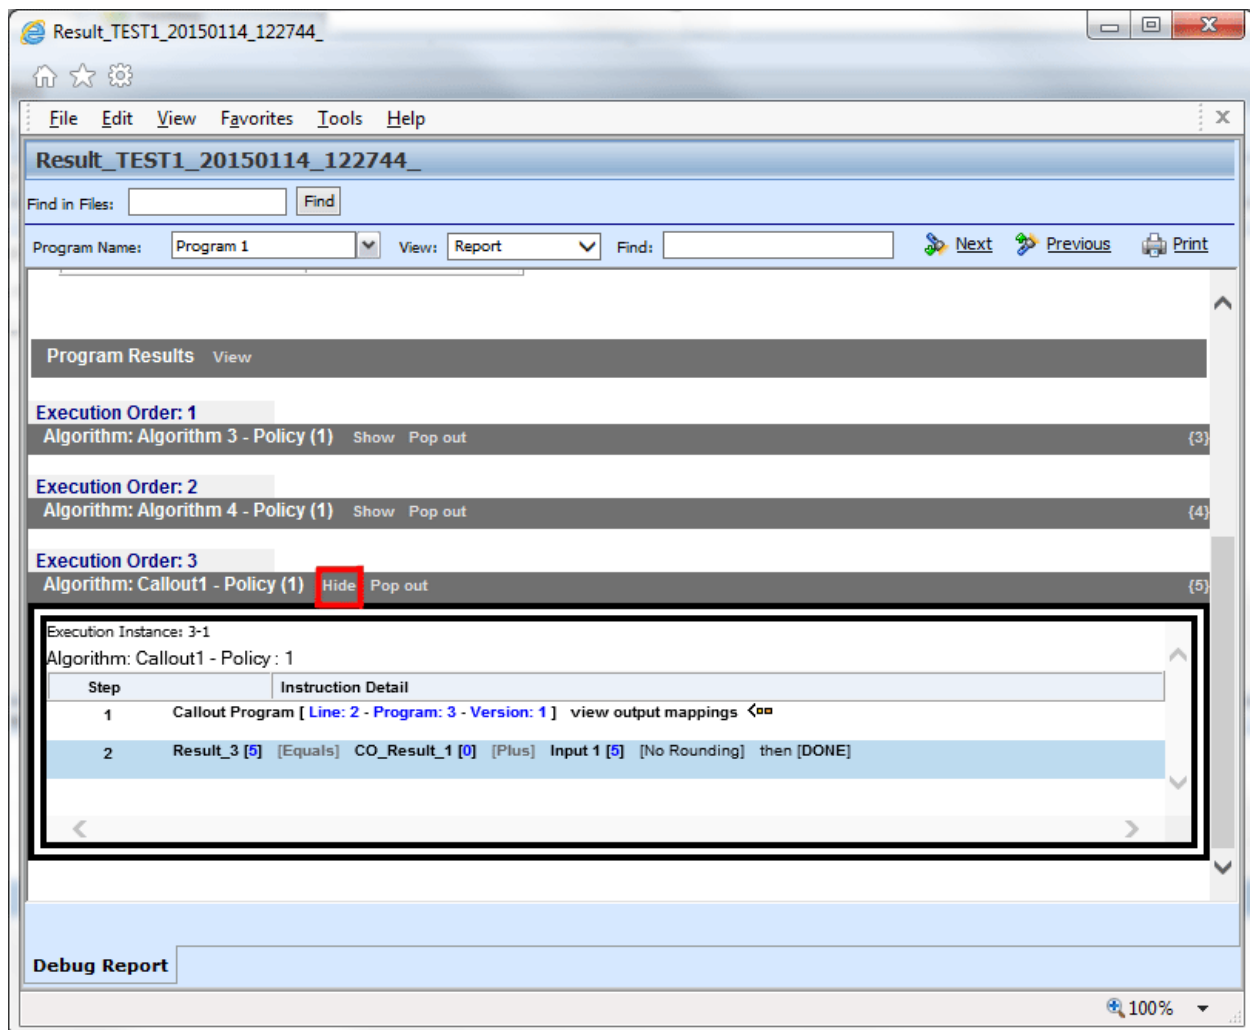 Result_TEST1_20150114_122744_
File Edit View Favorites Tools Help
Result_TEST1_20150114_122744_
Find in Files: Find
Program Name: Program 1 View: Report Find: Next Previous Print
Program Results View
Execution Order: 1
Algorithm: Algorithm 3 - Policy (1) Show Pop out {3}
Execution Order: 2
Algorithm: Algorithm 4 - Policy (1) Show Pop out {4}
Execution Order: 3
Algorithm: Callout1 - Policy (1) Hide Pop out {5}
Execution Instance: 3-1
Algorithm: Callout1 - Policy : 1
Step Instruction Detail
1 Callout Program [ Line: 2 - Program: 3 - Version: 1 ] view output mappings
2 Result_3 [5] [Equals] CO_Result_1 [0] [Plus] Input 1 [5] [No Rounding] then [DONE]
Debug Report
100%